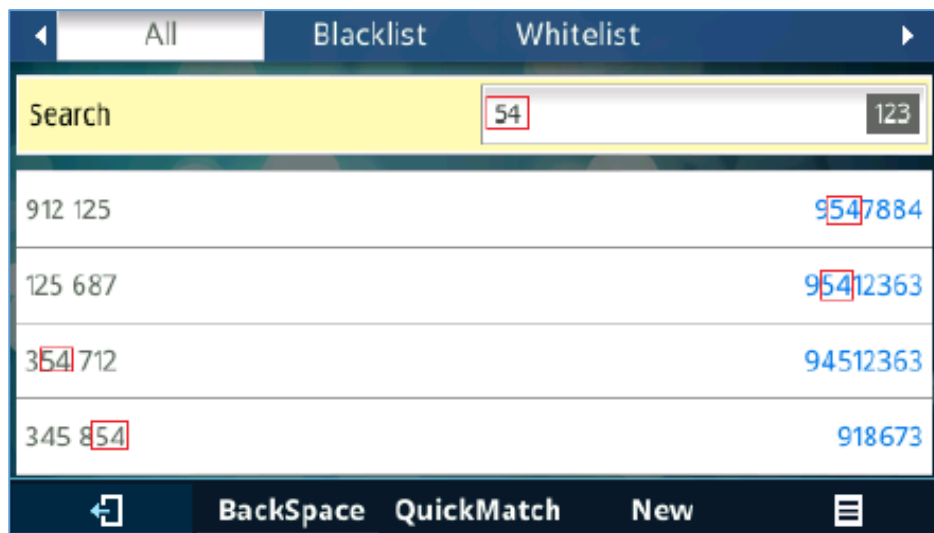 All Blacklist Whitelist
Search 54 123
912 125 9547884
125 687 95412363
354 712 94512363
345 854 918673
BackSpace QuickMatch New